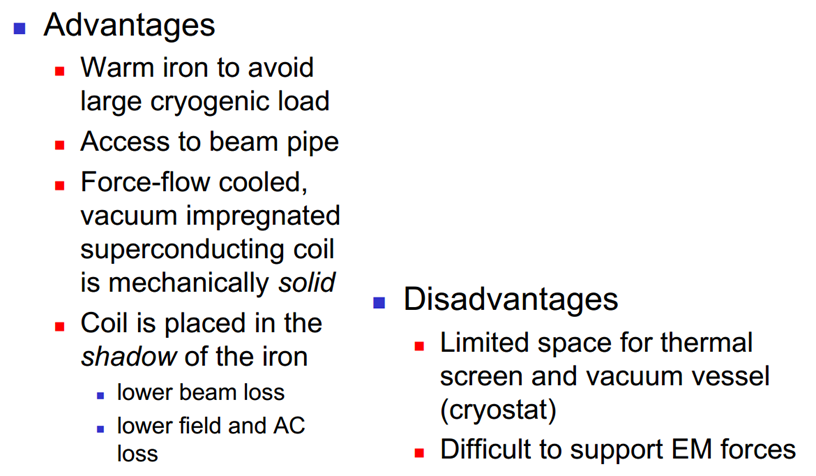 Advantages
Warm iron to avoid
large cryogenic load
Access to beam pipe
Force-flow cooled,
vacuum impregnated
superconducting coil
is mechanically solid
Coil is placed in the
shadow of the iron
lower beam loss
lower field and AC
loss
Disadvantages
Limited space for thermal
screen and vacuum vessel
(cryostat)
Difficult to support EM forces